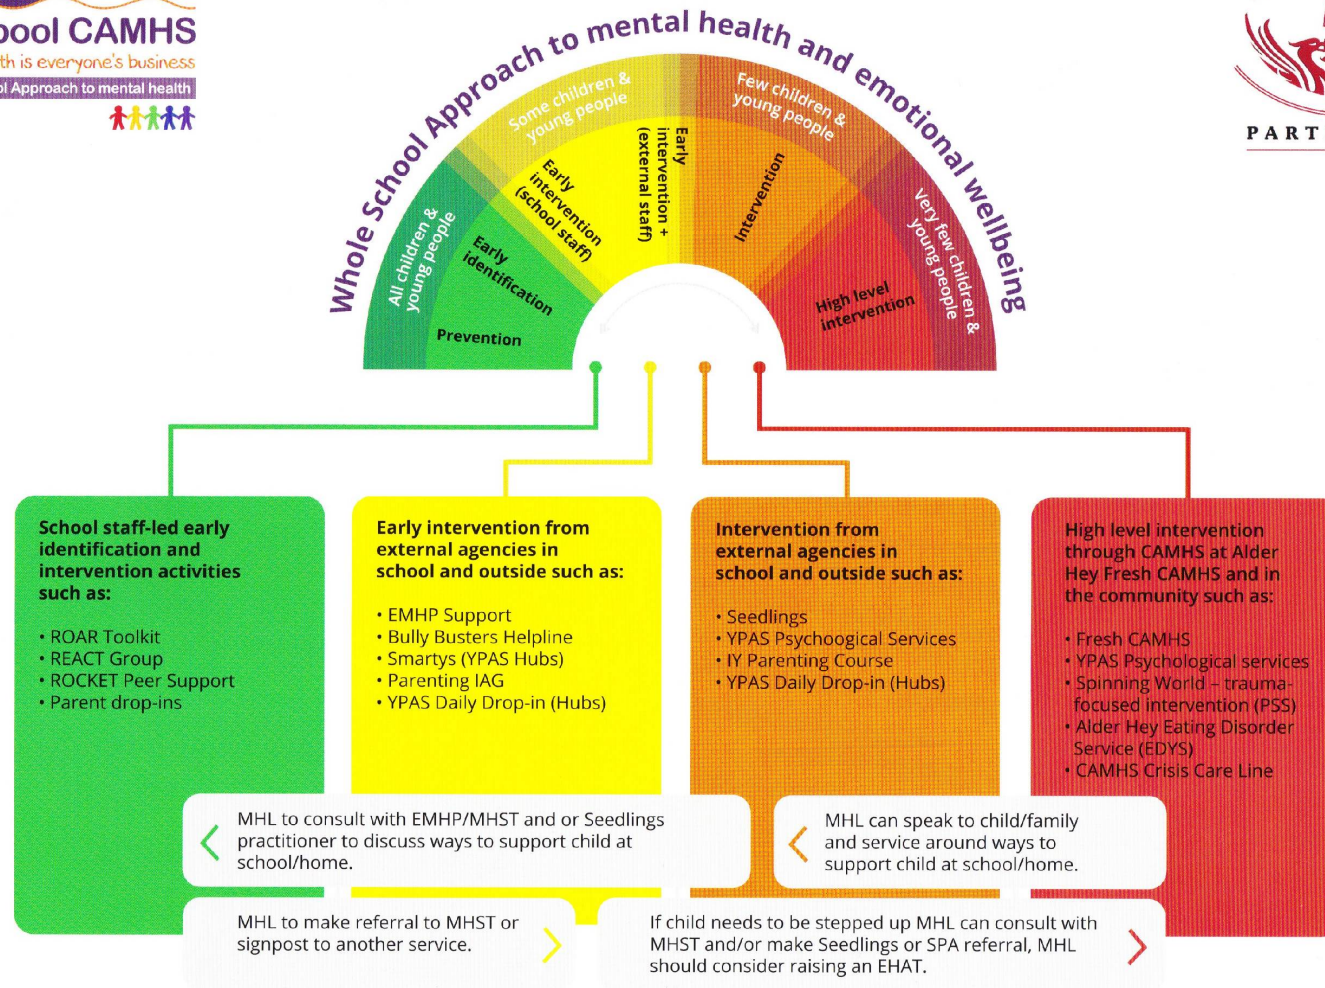 ool CAMHS
th is everyone's business
ol Approach to mental health
PART
Whole School Approach to mental health and emotional wellbeing
All children &
young people
Some children &
young people
Few children &
young people
Very few children &
young people
Prevention
Early
identification
Early
intervention
(school staff)
Early
intervention +
(external staff)
Intervention
High level
intervention
School staff-led early
identification and
intervention activities
such as:
• ROAR Toolkit
• REACT Group
• ROCKET Peer Support
• Parent drop-ins
Early intervention from
external agencies in
school and outside such as:
• EMHP Support
• Bully Busters Helpline
• Smartys (YPAS Hubs)
• Parenting IAG
• YPAS Daily Drop-in (Hubs)
Intervention from
external agencies in
school and outside such as:
• Seedlings
• YPAS Psychoogical Services
• IY Parenting Course
• YPAS Daily Drop-in (Hubs)
High level intervention
through CAMHS at Alder
Hey Fresh CAMHS and in
the community such as:
• Fresh CAMHS
• YPAS Psychological services
• Spinning World – trauma-
focused intervention (PSS)
• Alder Hey Eating Disorder
Service (EDYS)
• CAMHS Crisis Care Line
MHL to consult with EMHP/MHST and or Seedlings
practitioner to discuss ways to support child at
school/home.
MHL can speak to child/family
and service around ways to
support child at school/home.
MHL to make referral to MHST or
signpost to another service.
If child needs to be stepped up MHL can consult with
MHST and/or make Seedlings or SPA referral, MHL
should consider raising an EHAT.